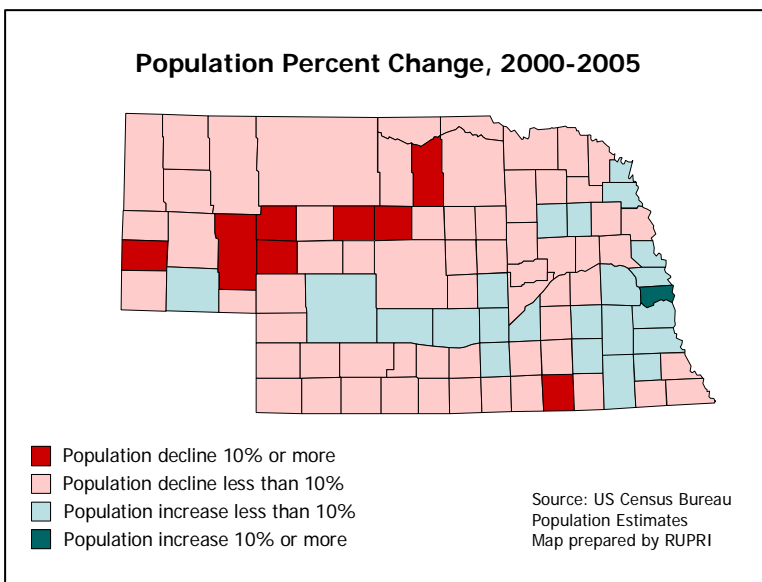 Population Percent Change, 2000-2005
Population decline 10% or more
Population decline less than 10%
Population increase less than 10%
Population increase 10% or more
Source: US Census Bureau
Population Estimates
Map prepared by RUPRI